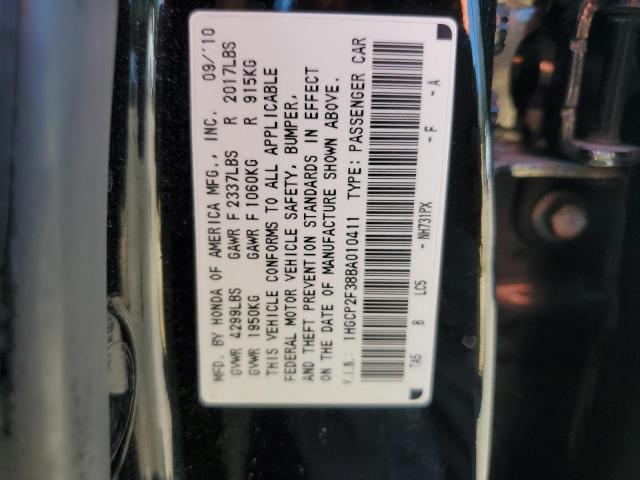 MFD. BY HONDA OF AMERICA MFG., INC. 09/'10
GVWR 4299LBS GAWR F 2337LBS R 2017LBS
GVWR 1950KG GAWR F 1060KG R 915KG
THIS VEHICLE CONFORMS TO ALL APPLICABLE
FEDERAL MOTOR VEHICLE SAFETY, BUMPER,
AND THEFT PREVENTION STANDARDS IN EFFECT
ON THE DATE OF MANUFACTURE SHOWN ABOVE.
V.I.N.: 1HGCP2F38BA010411 TYPE: PASSENGER CAR
TA5 B LC5 - NH731PX - F - A